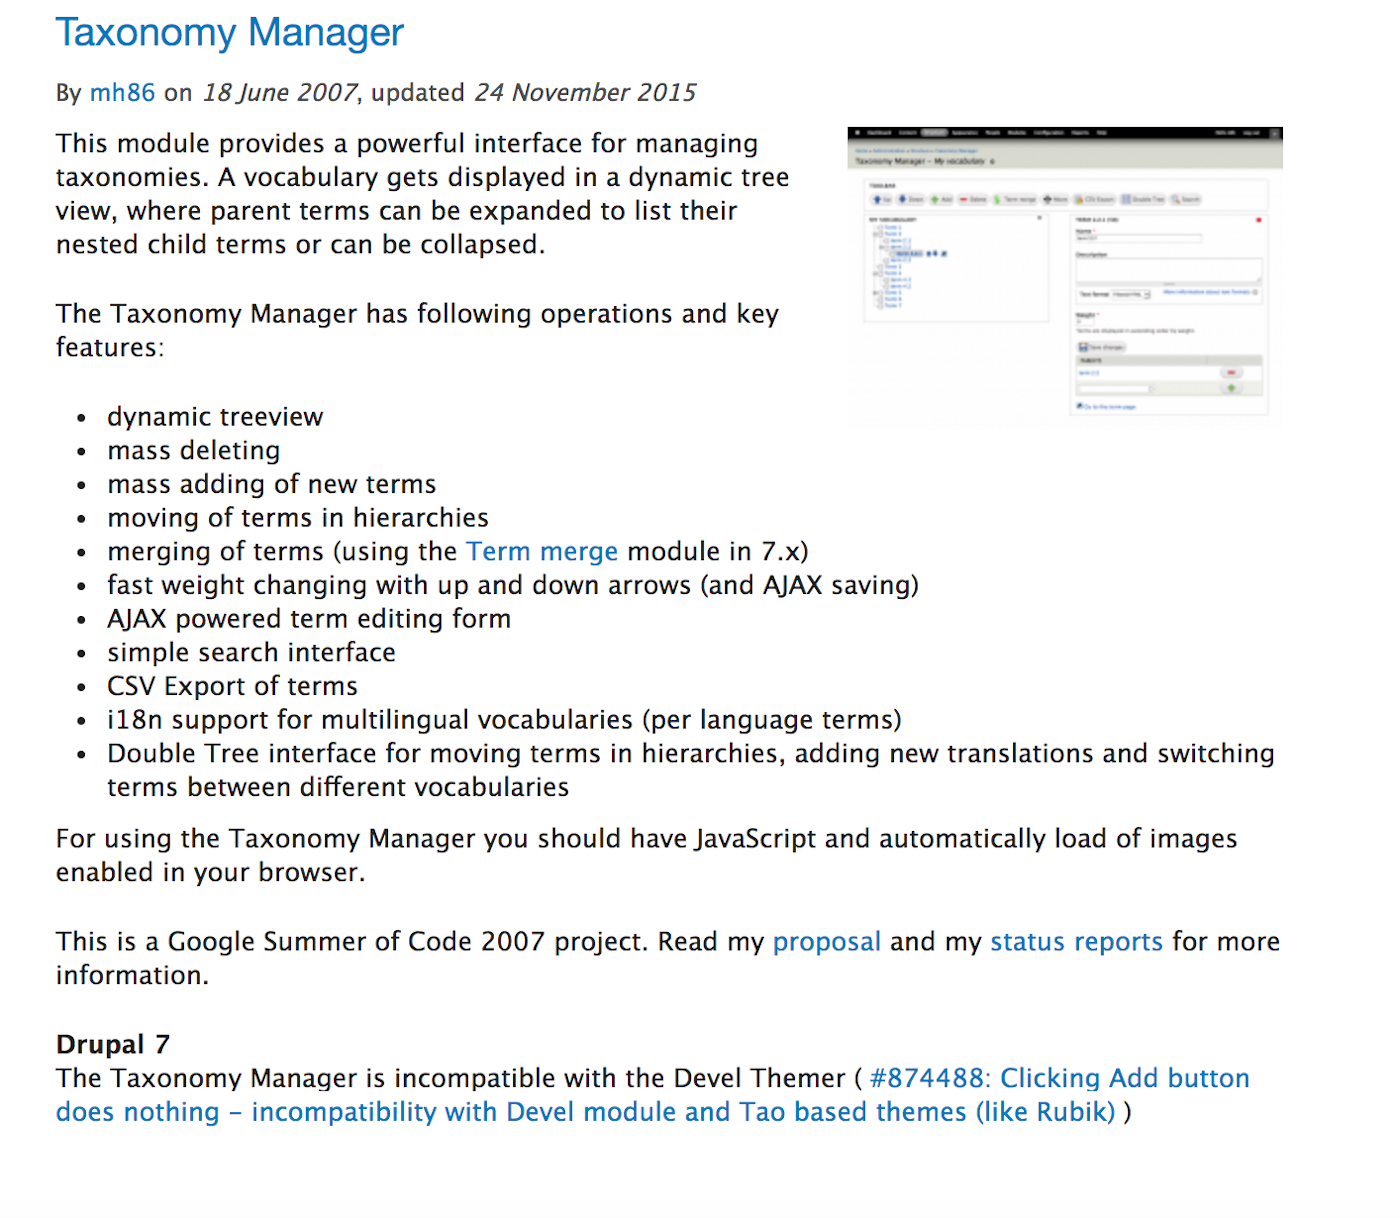 Taxonomy Manager
By mh86 on 18 June 2007, updated 24 November 2015
This module provides a powerful interface for managing
taxonomies. A vocabulary gets displayed in a dynamic tree
view, where parent terms can be expanded to list their
nested child terms or can be collapsed.
Taxonomy Manager - My vocabulary
The Taxonomy Manager has following operations and key
features:
• dynamic treeview
• mass deleting
• mass adding of new terms
• moving of terms in hierarchies
• merging of terms (using the Term merge module in 7.x)
• fast weight changing with up and down arrows (and AJAX saving)
• AJAX powered term editing form
• simple search interface
• CSV Export of terms
• i18n support for multilingual vocabularies (per language terms)
• Double Tree interface for moving terms in hierarchies, adding new translations and switching
terms between different vocabularies
For using the Taxonomy Manager you should have JavaScript and automatically load of images
enabled in your browser.
This is a Google Summer of Code 2007 project. Read my proposal and my status reports for more
information.
Drupal 7
The Taxonomy Manager is incompatible with the Devel Themer ( #874488: Clicking Add button
does nothing – incompatibility with Devel module and Tao based themes (like Rubik) )